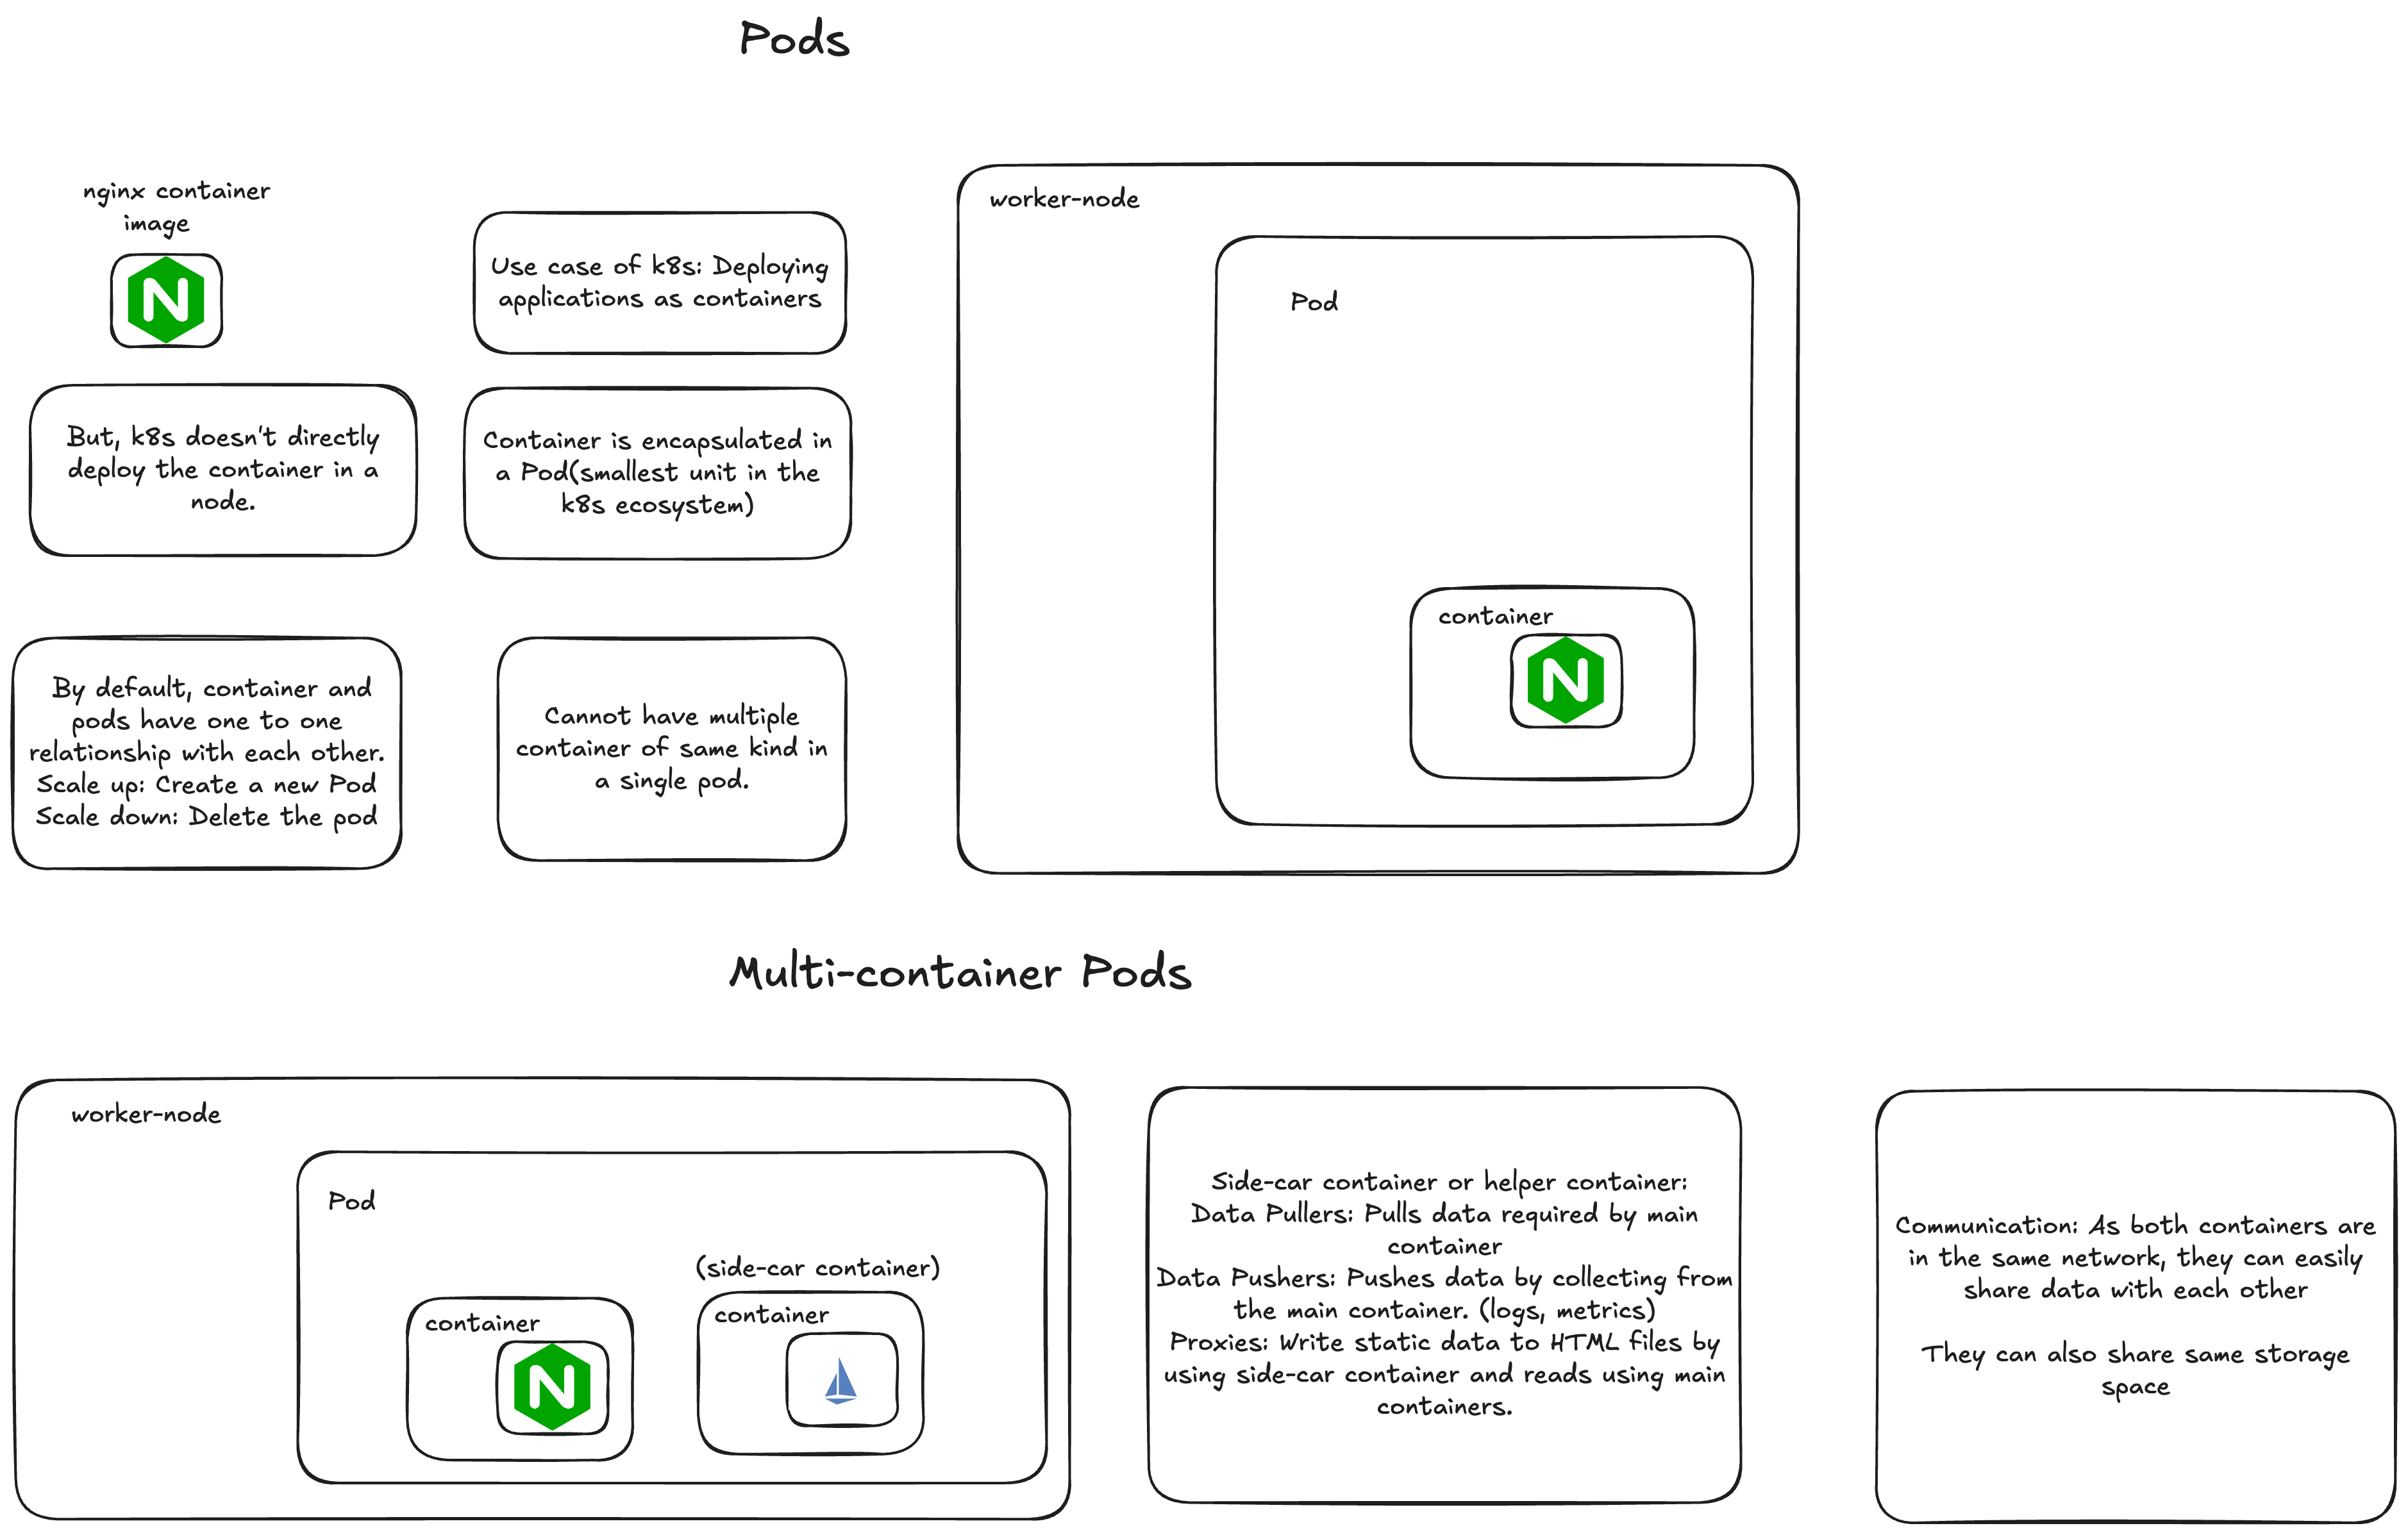 Pods
nginx container
image
Use case of k8s: Deploying
applications as containers
But, k8s doesn't directly
deploy the container in a
node.
Container is encapsulated in
a Pod(smallest unit in the
k8s ecosystem)
By default, container and
pods have one to one
relationship with each other.
Scale up: Create a new Pod
Scale down: Delete the pod
Cannot have multiple
container of same kind in
a single pod.
worker-node
Pod
container
N
Multi-container Pods
worker-node
Pod
container
N
(side-car container)
container
Side-car container or helper container:
Data Pullers: Pulls data required by main
container
Data Pushers: Pushes data by collecting from
the main container. (logs, metrics)
Proxies: Write static data to HTML files by
using side-car container and reads using main
containers.
Communication: As both containers are
in the same network, they can easily
share data with each other
They can also share same storage
space